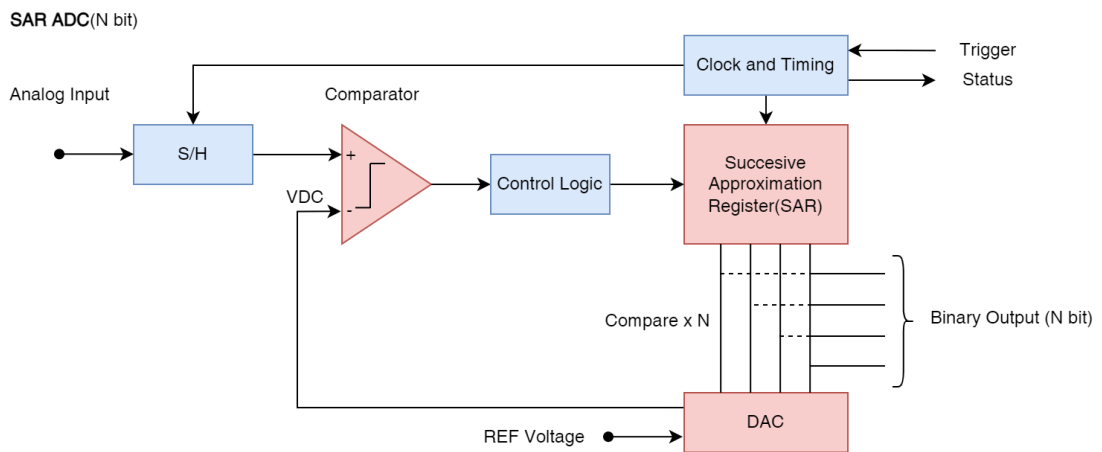 SAR ADC(N bit)
Clock and Timing
Trigger
Status
Analog Input
Comparator
S/H
+
Control Logic
Succesive
Approximation
Register(SAR)
VDC
-
Compare x N
Binary Output (N bit)
DAC
REF Voltage